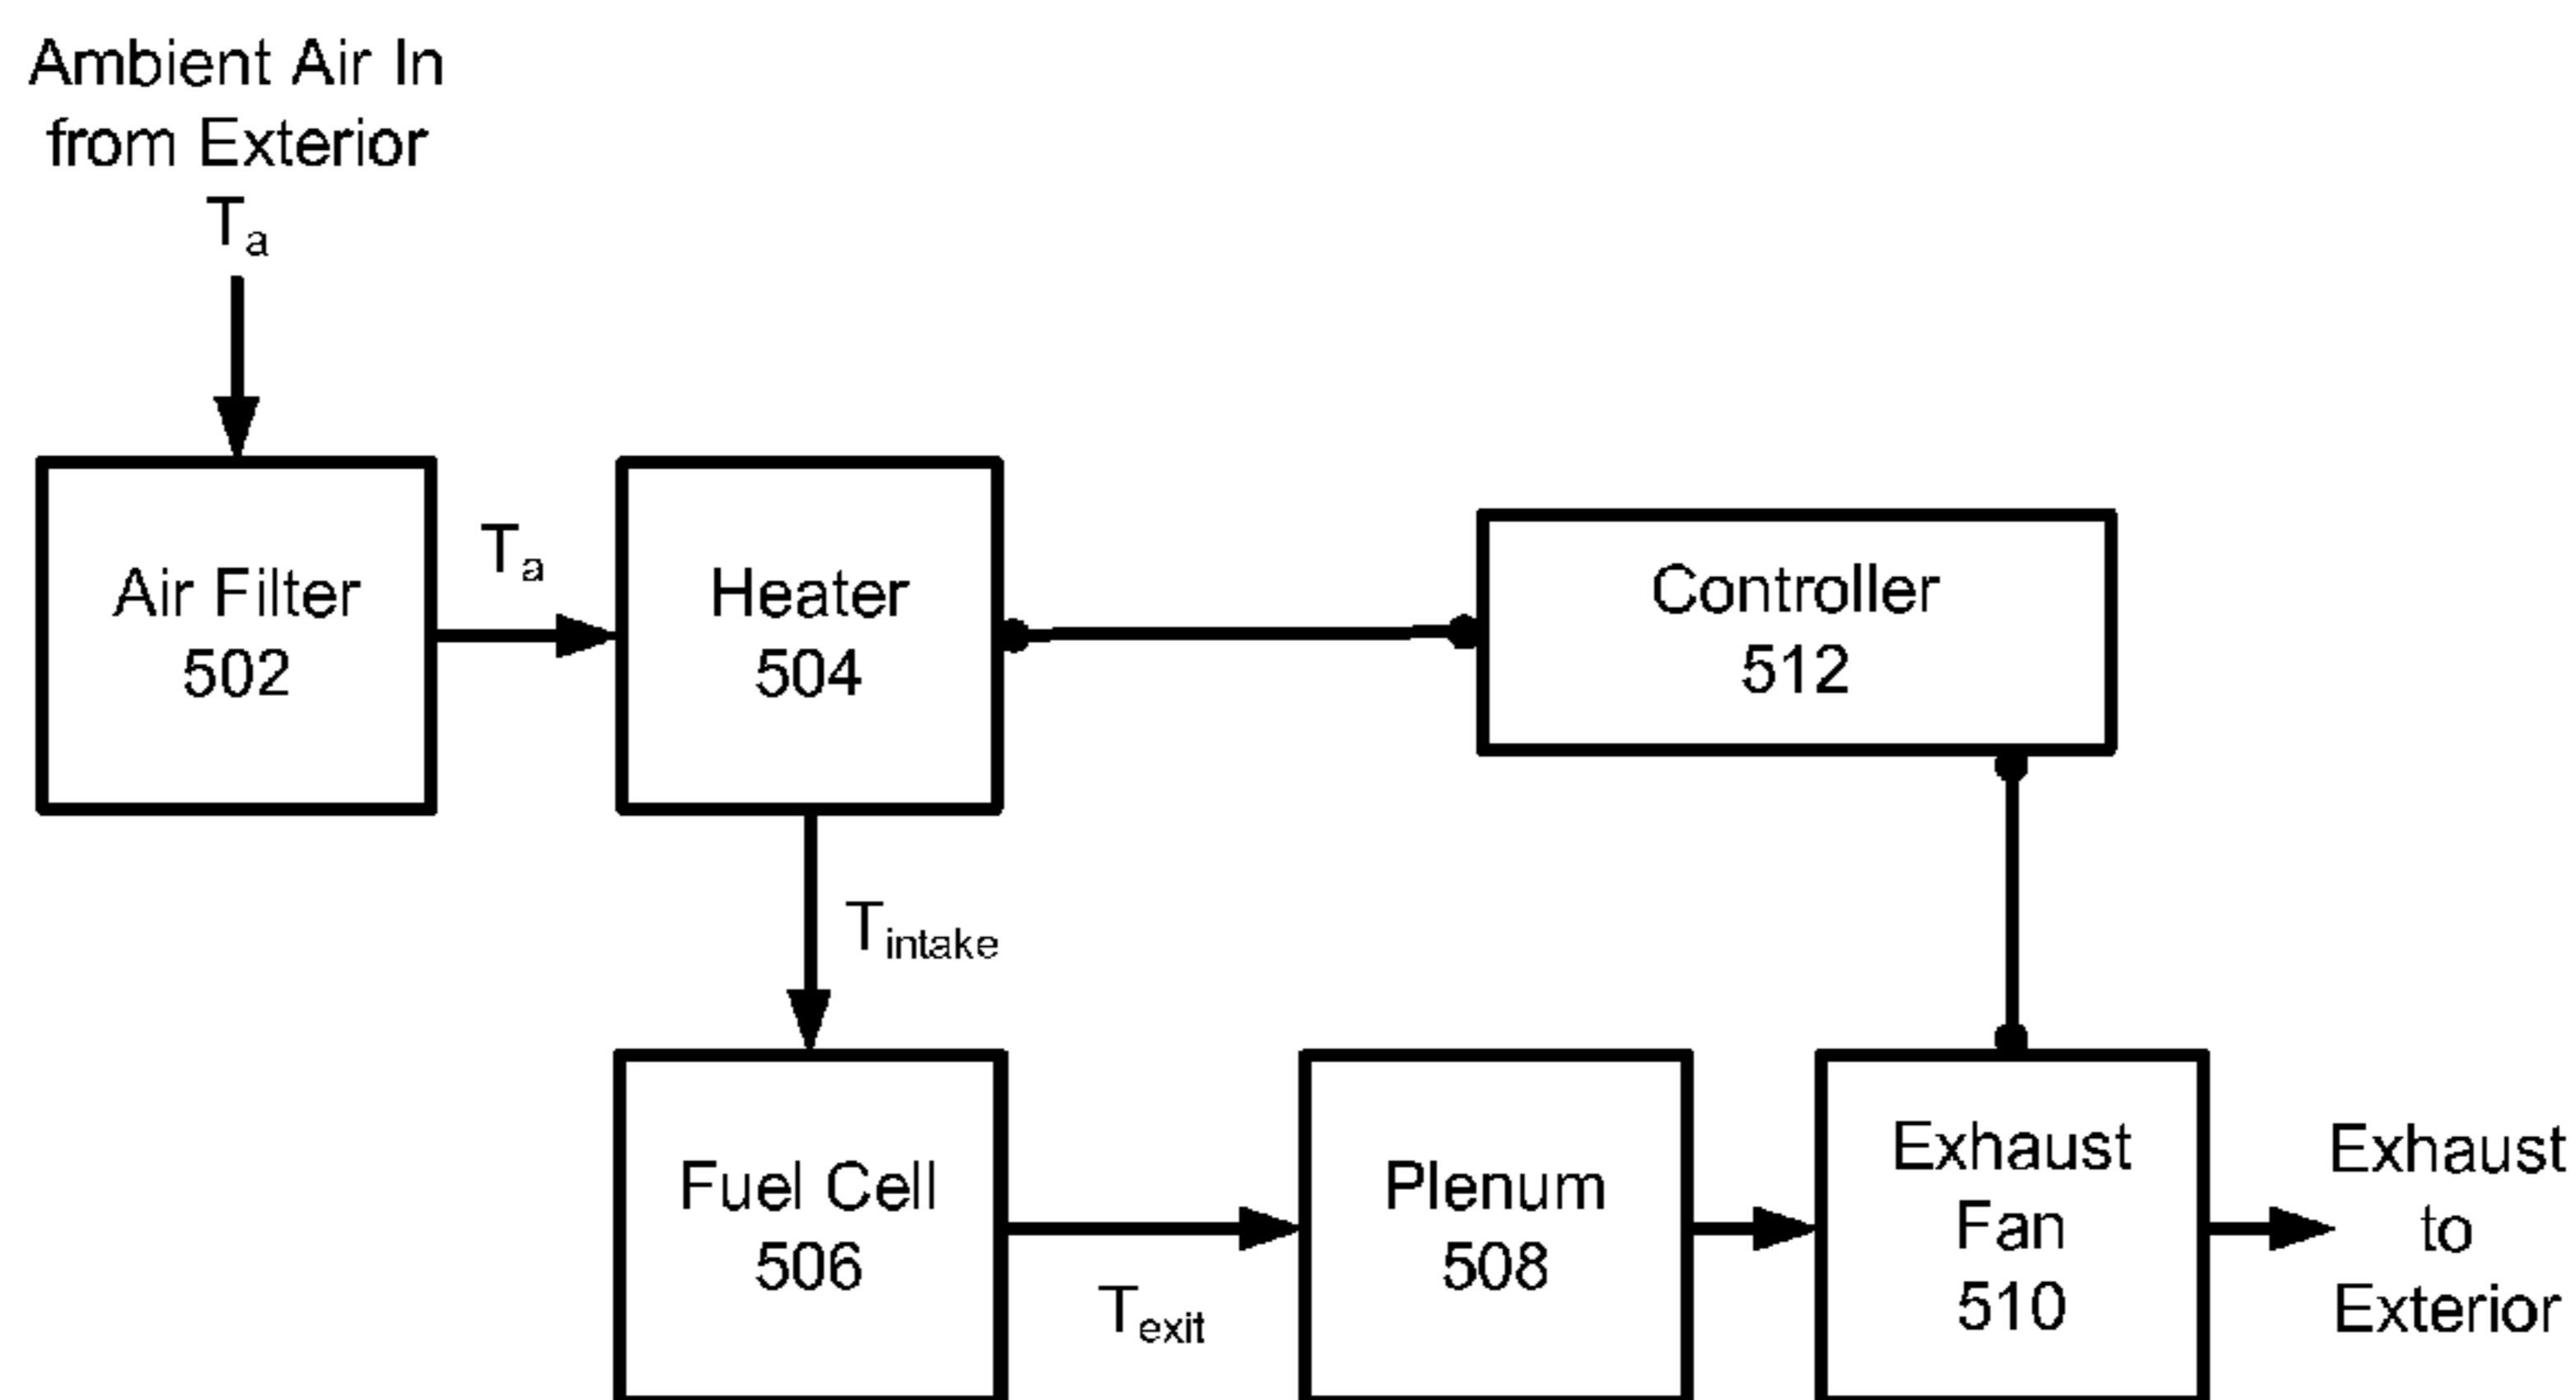 Ambient Air In
from Exterior
Ta
Air Filter
502
Ta
Heater
504
Controller
512
Tintake
Fuel Cell
506
Texit
Plenum
508
Exhaust
Fan
510
Exhaust
to
Exterior